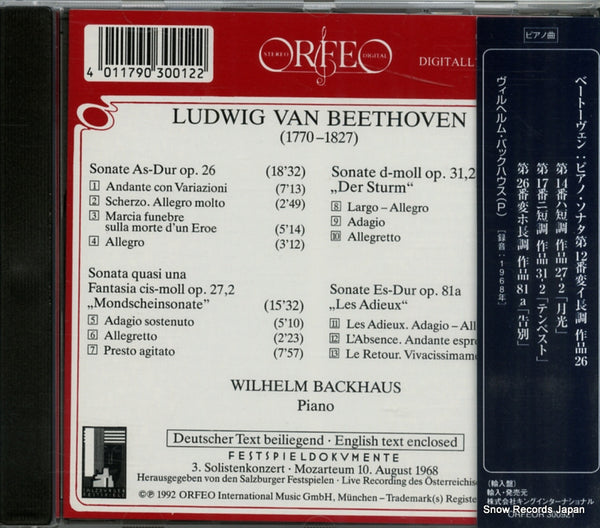 4 011790 300122
STEREO DIGITAL
ORFEO
DIGITALL
LUDWIG VAN BEETHOVEN
(1770–1827)
Sonate As-Dur op. 26 (18'32)
1 Andante con Variazioni (7'13)
2 Scherzo. Allegro molto (2'49)
3 Marcia funebre
sulla morte d'un Eroe (5'14)
4 Allegro (3'12)
Sonata quasi una
Fantasia cis-moll op. 27,2
„Mondscheinsonate“ (15'32)
5 Adagio sostenuto (5'10)
6 Allegretto (2'23)
7 Presto agitato (7'57)
Sonate d-moll op. 31,2
„Der Sturm“
8 Largo – Allegro
9 Adagio
10 Allegretto
Sonate Es-Dur op. 81a
„Les Adieux“
11 Les Adieux. Adagio – Alle
12 L'Absence. Andante espre
13 Le Retour. Vivacissimame
WILHELM BACKHAUS
Piano
Deutscher Text beiliegend · English text enclosed
FESTSPIELDOKUMENTE
3. Solistenkonzert · Mozarteum 10. August 1968
Herausgegeben von den Salzburger Festspielen · Live Recording des Österreichische
©℗ 1992 ORFEO International Music GmbH, München – Trademark(s) Register
SALZBURGER
FESTSPIELE
ピアノ曲
ベートーヴェン:ピアノ・ソナタ第12番変イ長調 作品26
第14番ハ短調 作品27-2「月光」
第17番ニ短調 作品31-2「テンペスト」
第26番変ホ長調 作品81a「告別」
ヴィルヘルム・バックハウス(P)
[録音:1968年]
(輸入盤)
輸入・発売元
株式会社キングインターナショナル
ORFEOR 300921
Snow Records Japan(c)